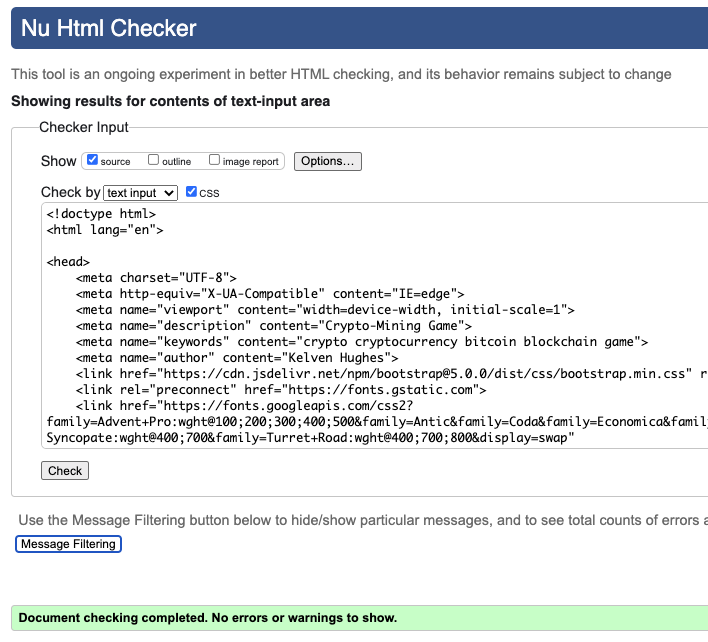 Nu Html Checker
This tool is an ongoing experiment in better HTML checking, and its behavior remains subject to change
Showing results for contents of text-input area
Checker Input
Show source outline image report Options...
Check by text input CSS
<!doctype html>
<html lang="en">
<head>
<meta charset="UTF-8">
<meta http-equiv="X-UA-Compatible" content="IE=edge">
<meta name="viewport" content="width=device-width, initial-scale=1">
<meta name="description" content="Crypto-Mining Game">
<meta name="keywords" content="crypto cryptocurrency bitcoin blockchain game">
<meta name="author" content="Kelven Hughes">
<link href="https://cdn.jsdelivr.net/npm/bootstrap@5.0.0/dist/css/bootstrap.min.css" r
<link rel="preconnect" href="https://fonts.gstatic.com">
<link href="https://fonts.googleapis.com/css2?
family=Advent+Pro:wght@100;200;300;400;500&family=Antic&family=Coda&family=Economica&famil
Syncopate:wght@400;700&family=Turret+Road:wght@400;700;800&display=swap"
Check
Use the Message Filtering button below to hide/show particular messages, and to see total counts of errors a
Message Filtering
Document checking completed. No errors or warnings to show.